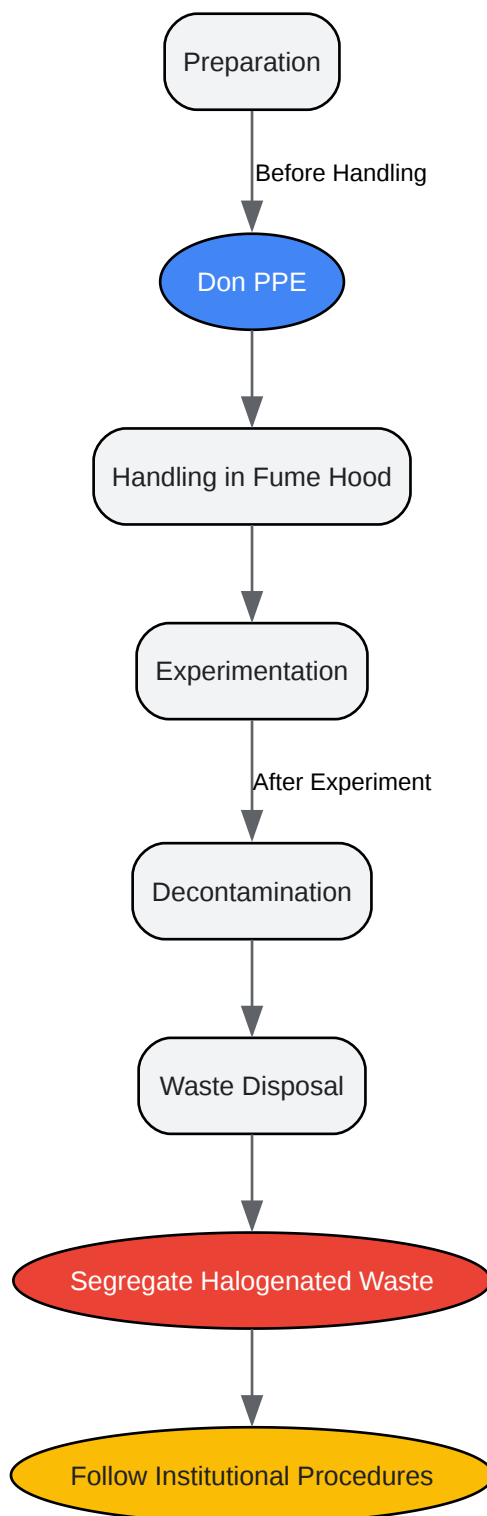 Preparation
Before Handling
Don PPE
Handling in Fume Hood
Experimentation
After Experiment
Decontamination
Waste Disposal
Segregate Halogenated Waste
Follow Institutional Procedures